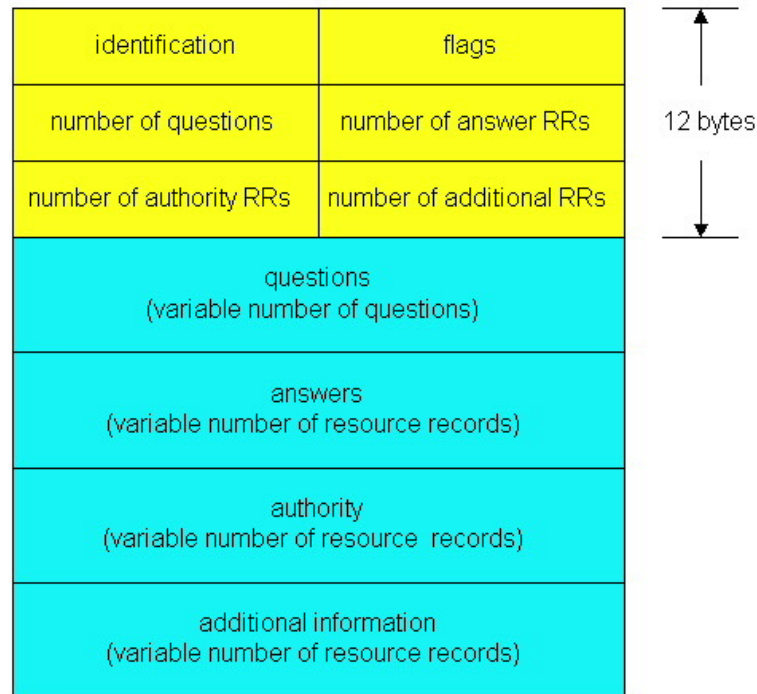 identification
flags
number of questions
number of answer RRs
12 bytes
number of authority RRs
number of additional RRs
questions
(variable number of questions)
answers
(variable number of resource records)
authority
(variable number of resource records)
additional information
(variable number of resource records)